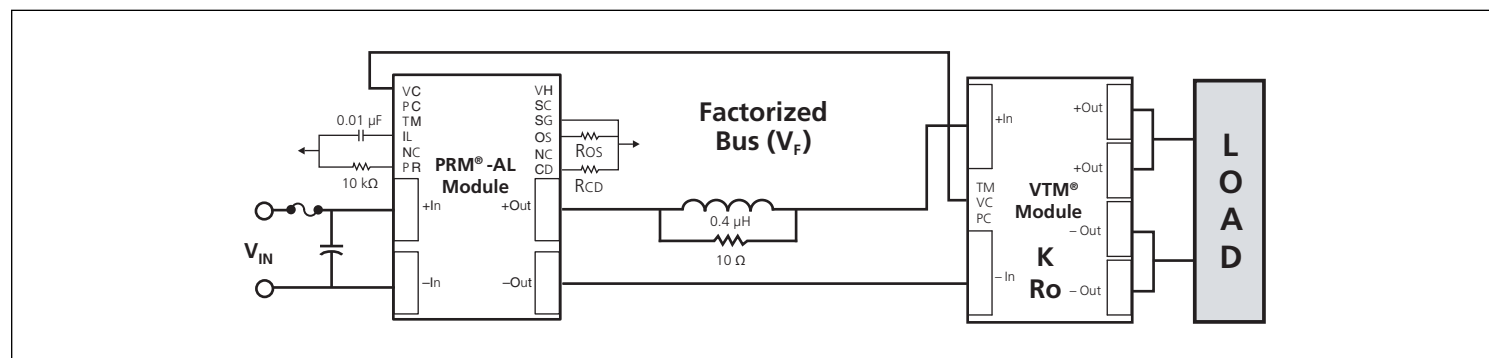 VC
PC
TM
IL
NC
PR
VH
SC
SG
OS
NC
CD
0.01 µF
10 kΩ
ROS
RCD
PRM® -AL
Module
+In
–In
+Out
–Out
VIN
Factorized
Bus (VF)
0.4 µH
10 Ω
+In
– In
TM
VC
PC
VTM®
Module
K
Ro
+Out
+Out
– Out
– Out
L
O
A
D